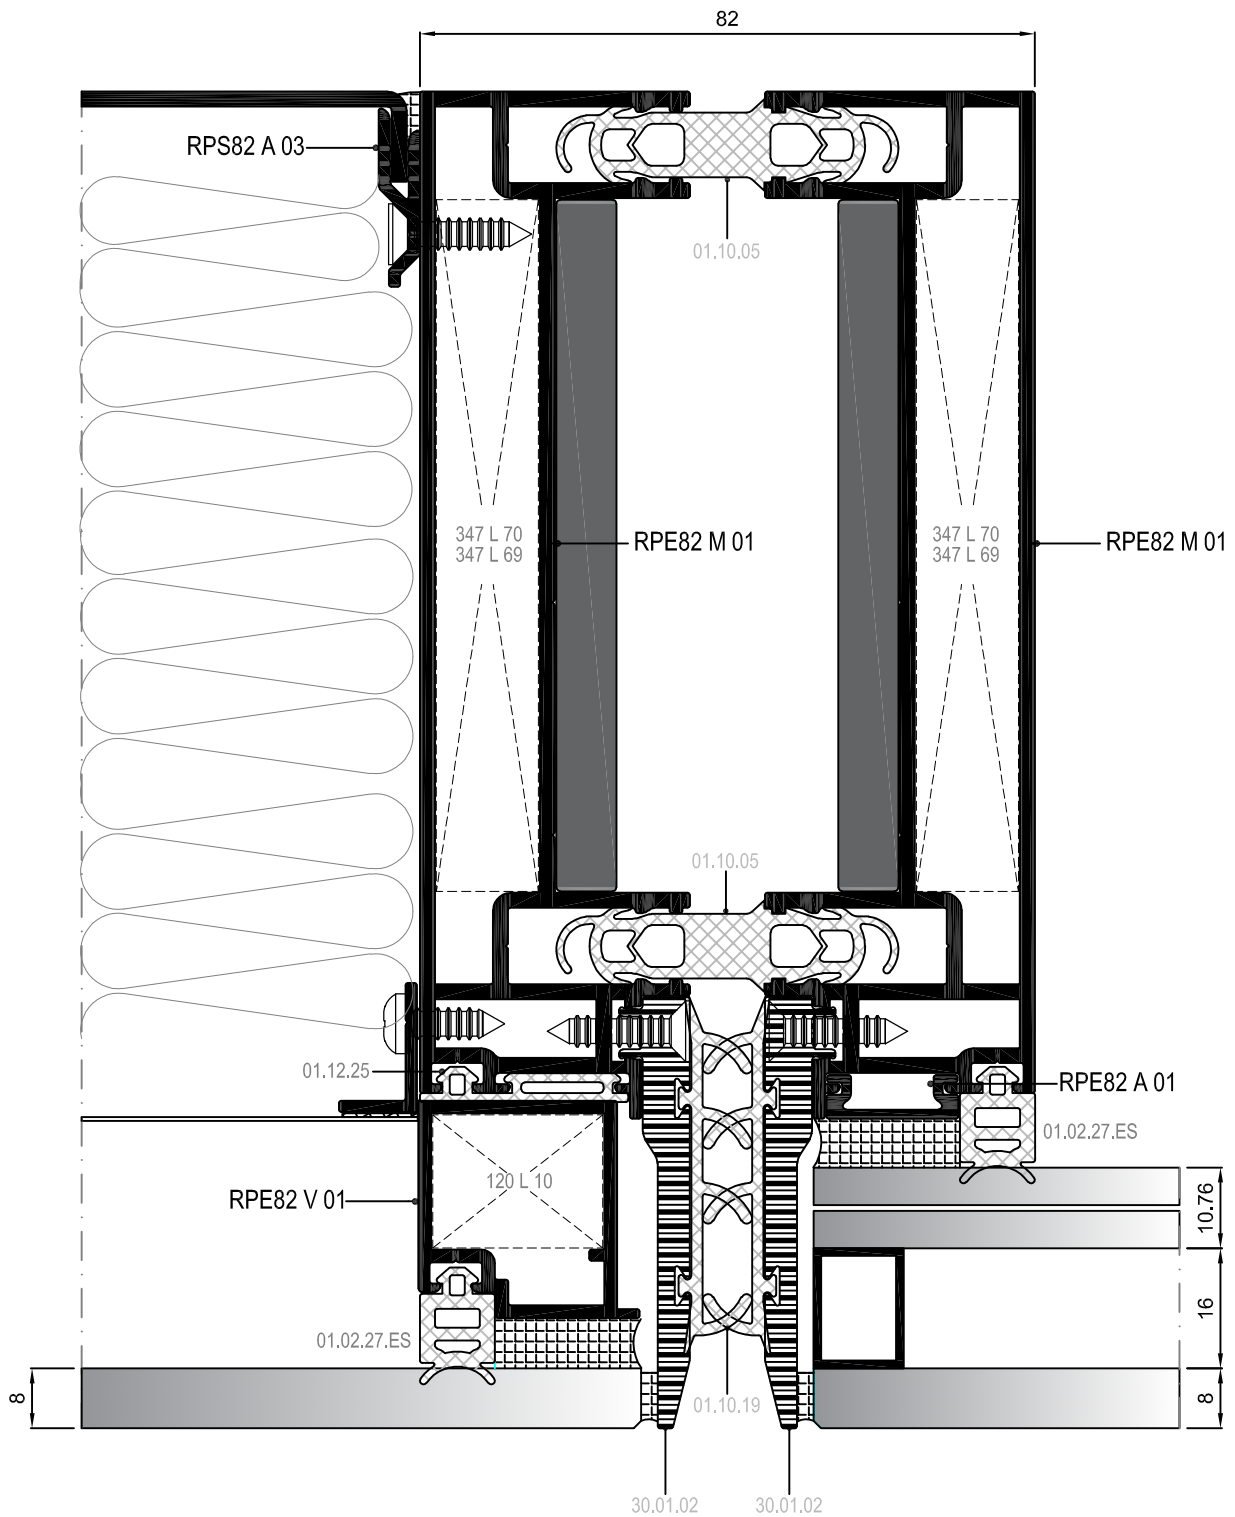 82
RPS82 A 03
01.10.05
347 L 70
347 L 69
RPE82 M 01
347 L 70
347 L 69
RPE82 M 01
01.10.05
01.12.25
RPE82 A 01
01.02.27.ES
120 L 10
RPE82 V 01
10.76
16
01.02.27.ES
8
01.10.19
8
30.01.02
30.01.02